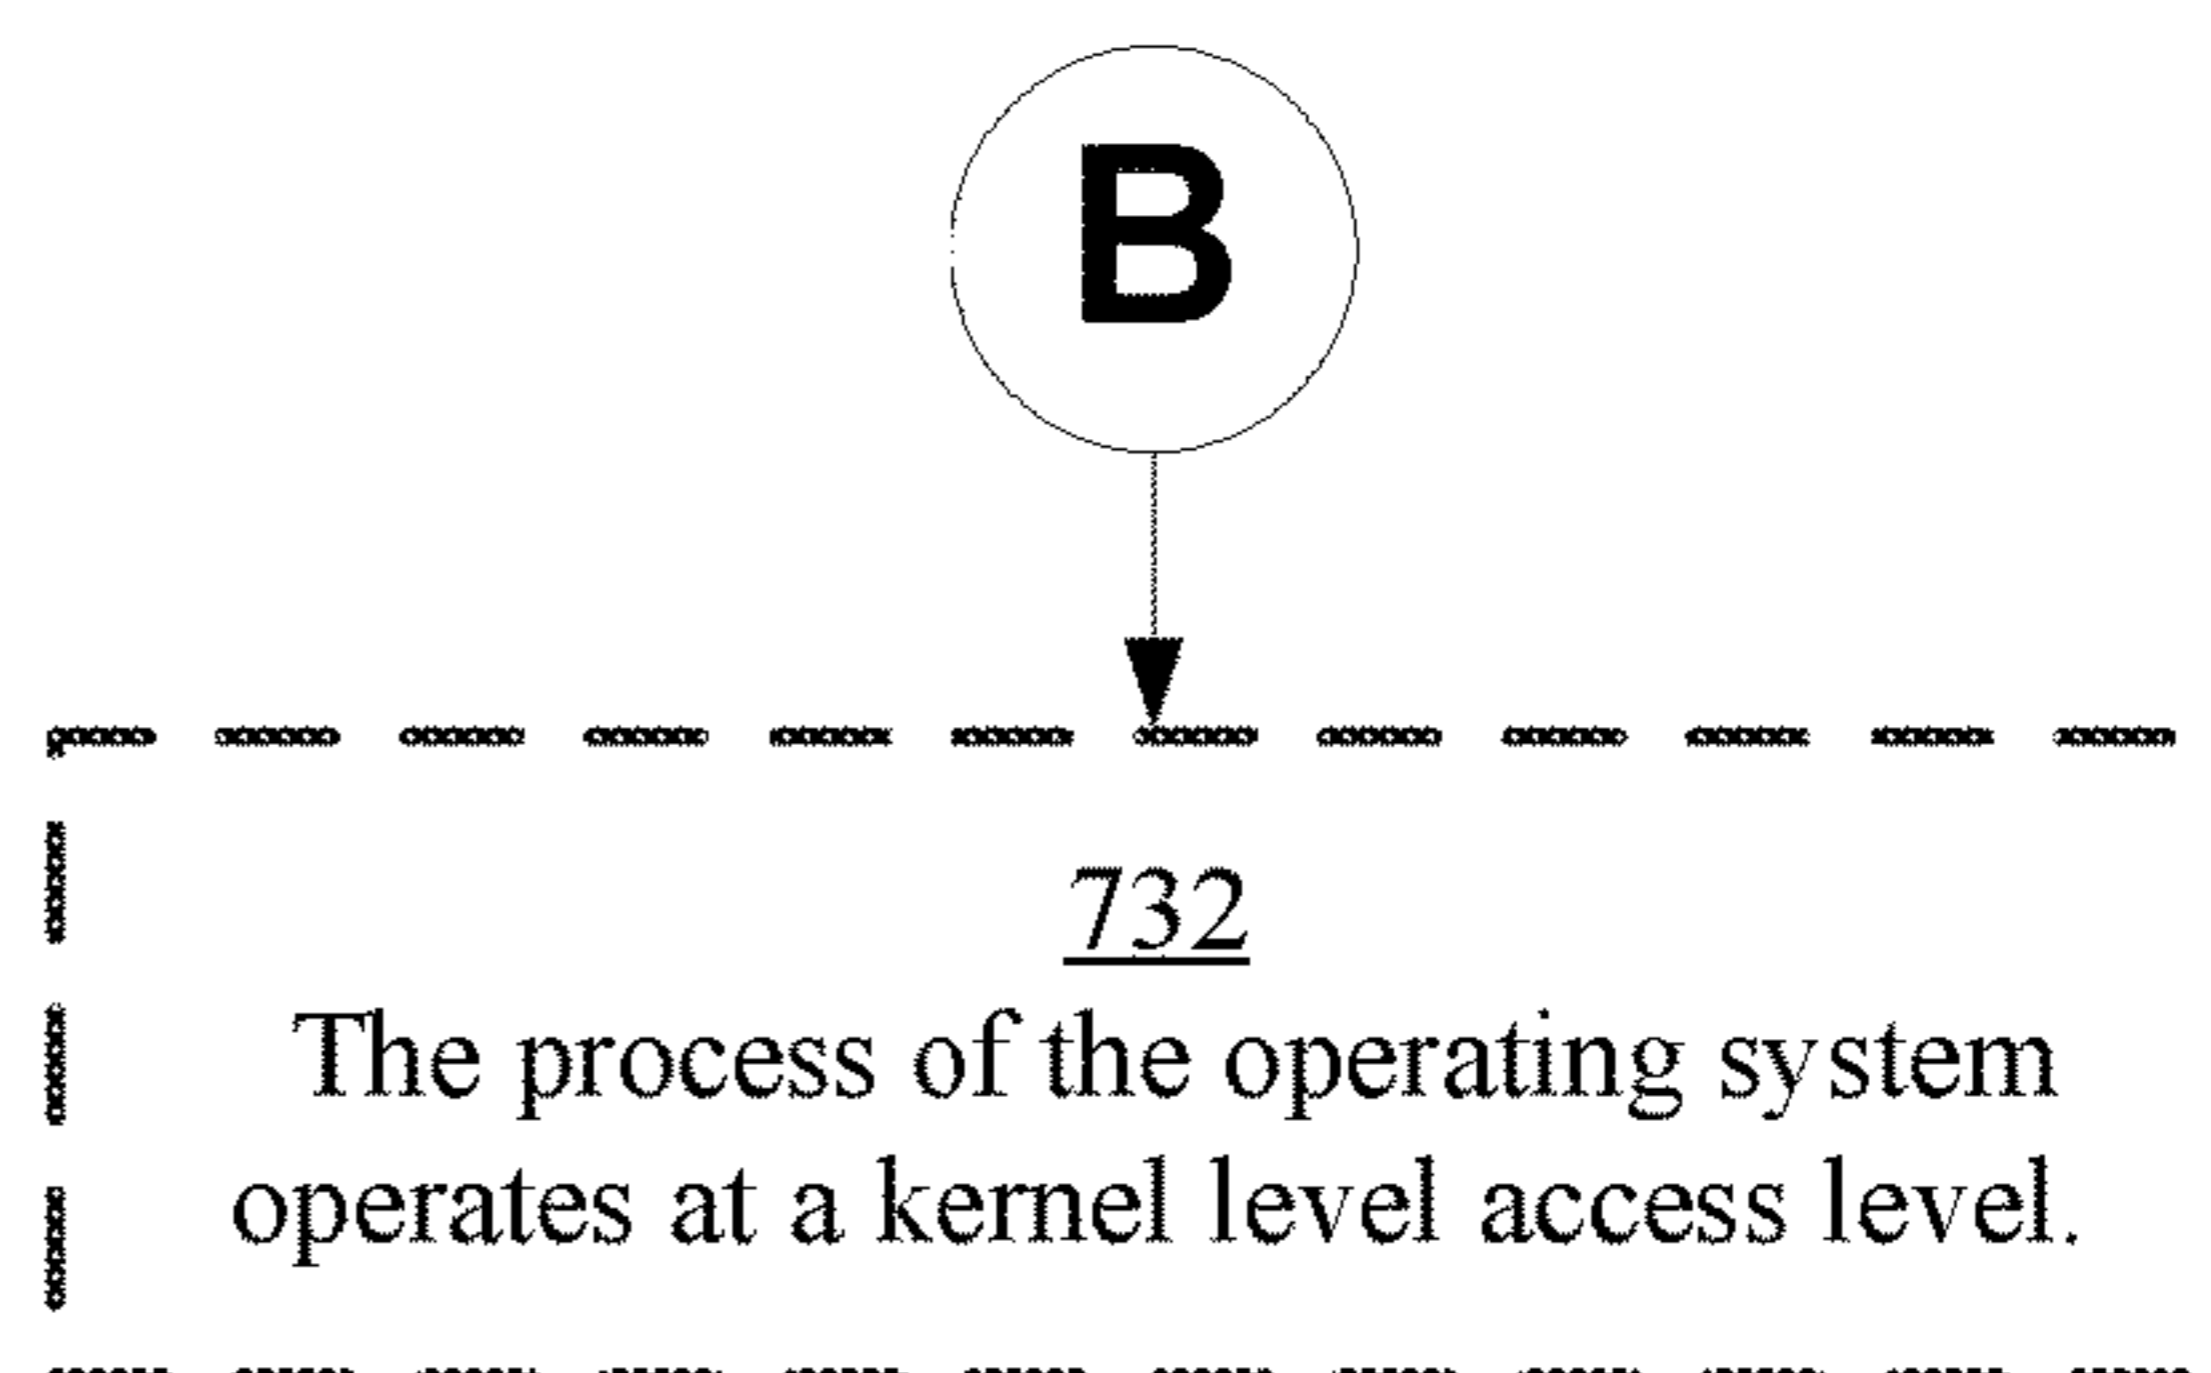 B
732
The process of the operating system
operates at a kernel level access level.